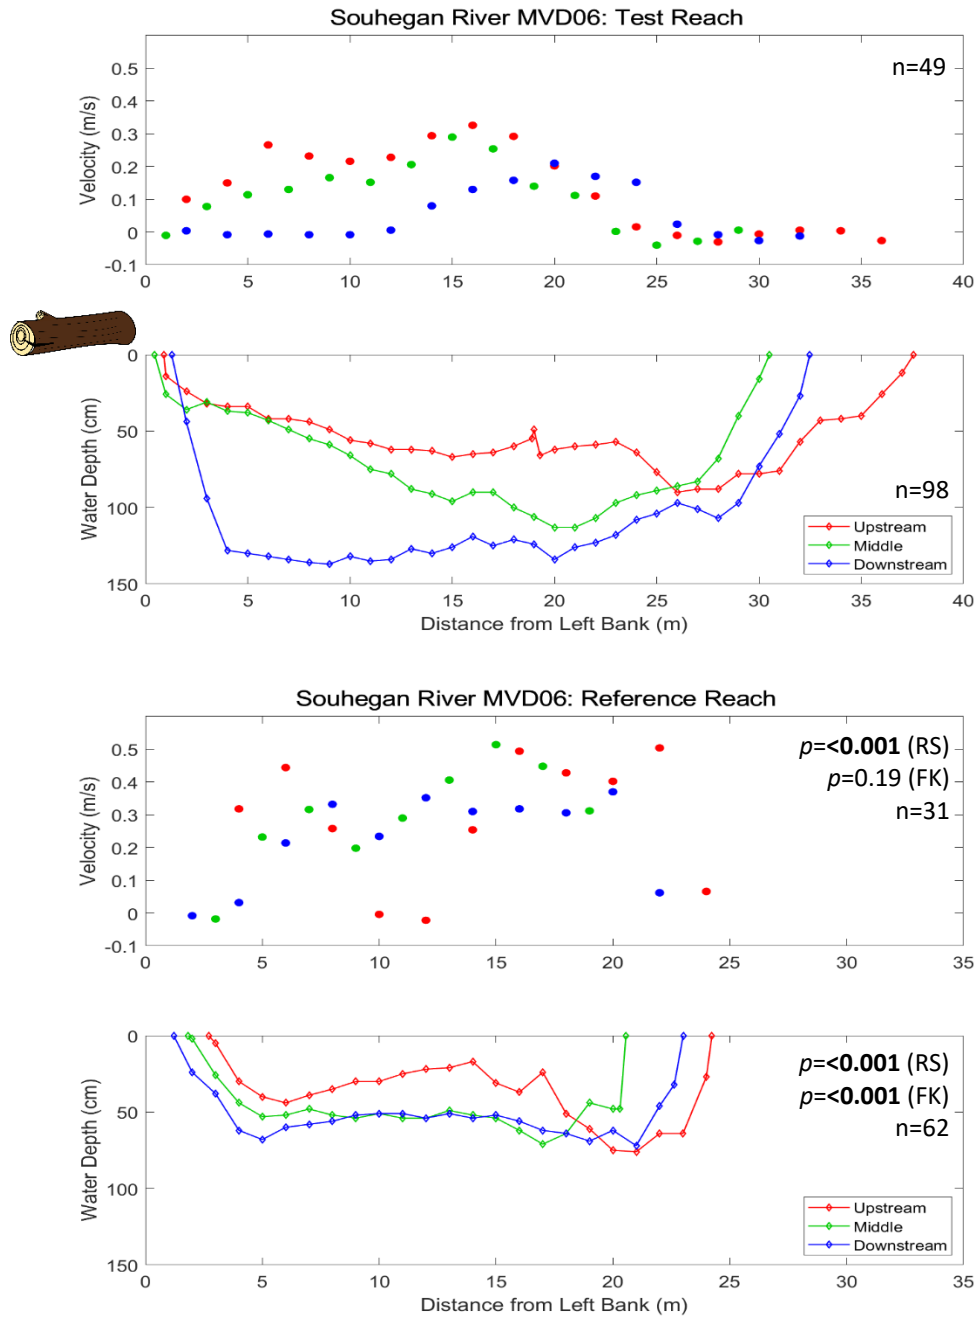 Souhegan River MVD06: Test Reach
n=49
Velocity (m/s)
0.5
0.4
0.3
0.2
0.1
0
-0.1
0 5 10 15 20 25 30 35 40
Water Depth (cm)
0
50
100
150
n=98
Upstream
Middle
Downstream
0 5 10 15 20 25 30 35 40
Distance from Left Bank (m)
Souhegan River MVD06: Reference Reach
p=<0.001 (RS)
p=0.19 (FK)
n=31
Velocity (m/s)
0.5
0.4
0.3
0.2
0.1
0
-0.1
0 5 10 15 20 25 30 35
Water Depth (cm)
0
50
100
150
p=<0.001 (RS)
p=<0.001 (FK)
n=62
Upstream
Middle
Downstream
0 5 10 15 20 25 30 35
Distance from Left Bank (m)